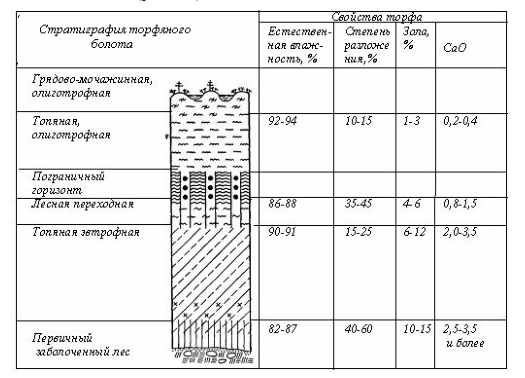 Стратиграфия торфяного
болота
Свойства торфа
Естествен-
ная влаж-
ность, %
Степень
разложе
ния,%
Зола,
%
CaO
Грядово-мочажинная,
олиготрофная
Топяная,
олиготрофная
92-94
10-15
1-3
0,2-0,4
Пограничный
горизонт
Лесная переходная
86-88
35-45
4-6
0,8-1,5
Топяная эвтрофная
90-91
15-25
6-12
2,0-3,5
Первичный
заболоченный лес
82-87
40-60
10-15
2,5-3,5
и более